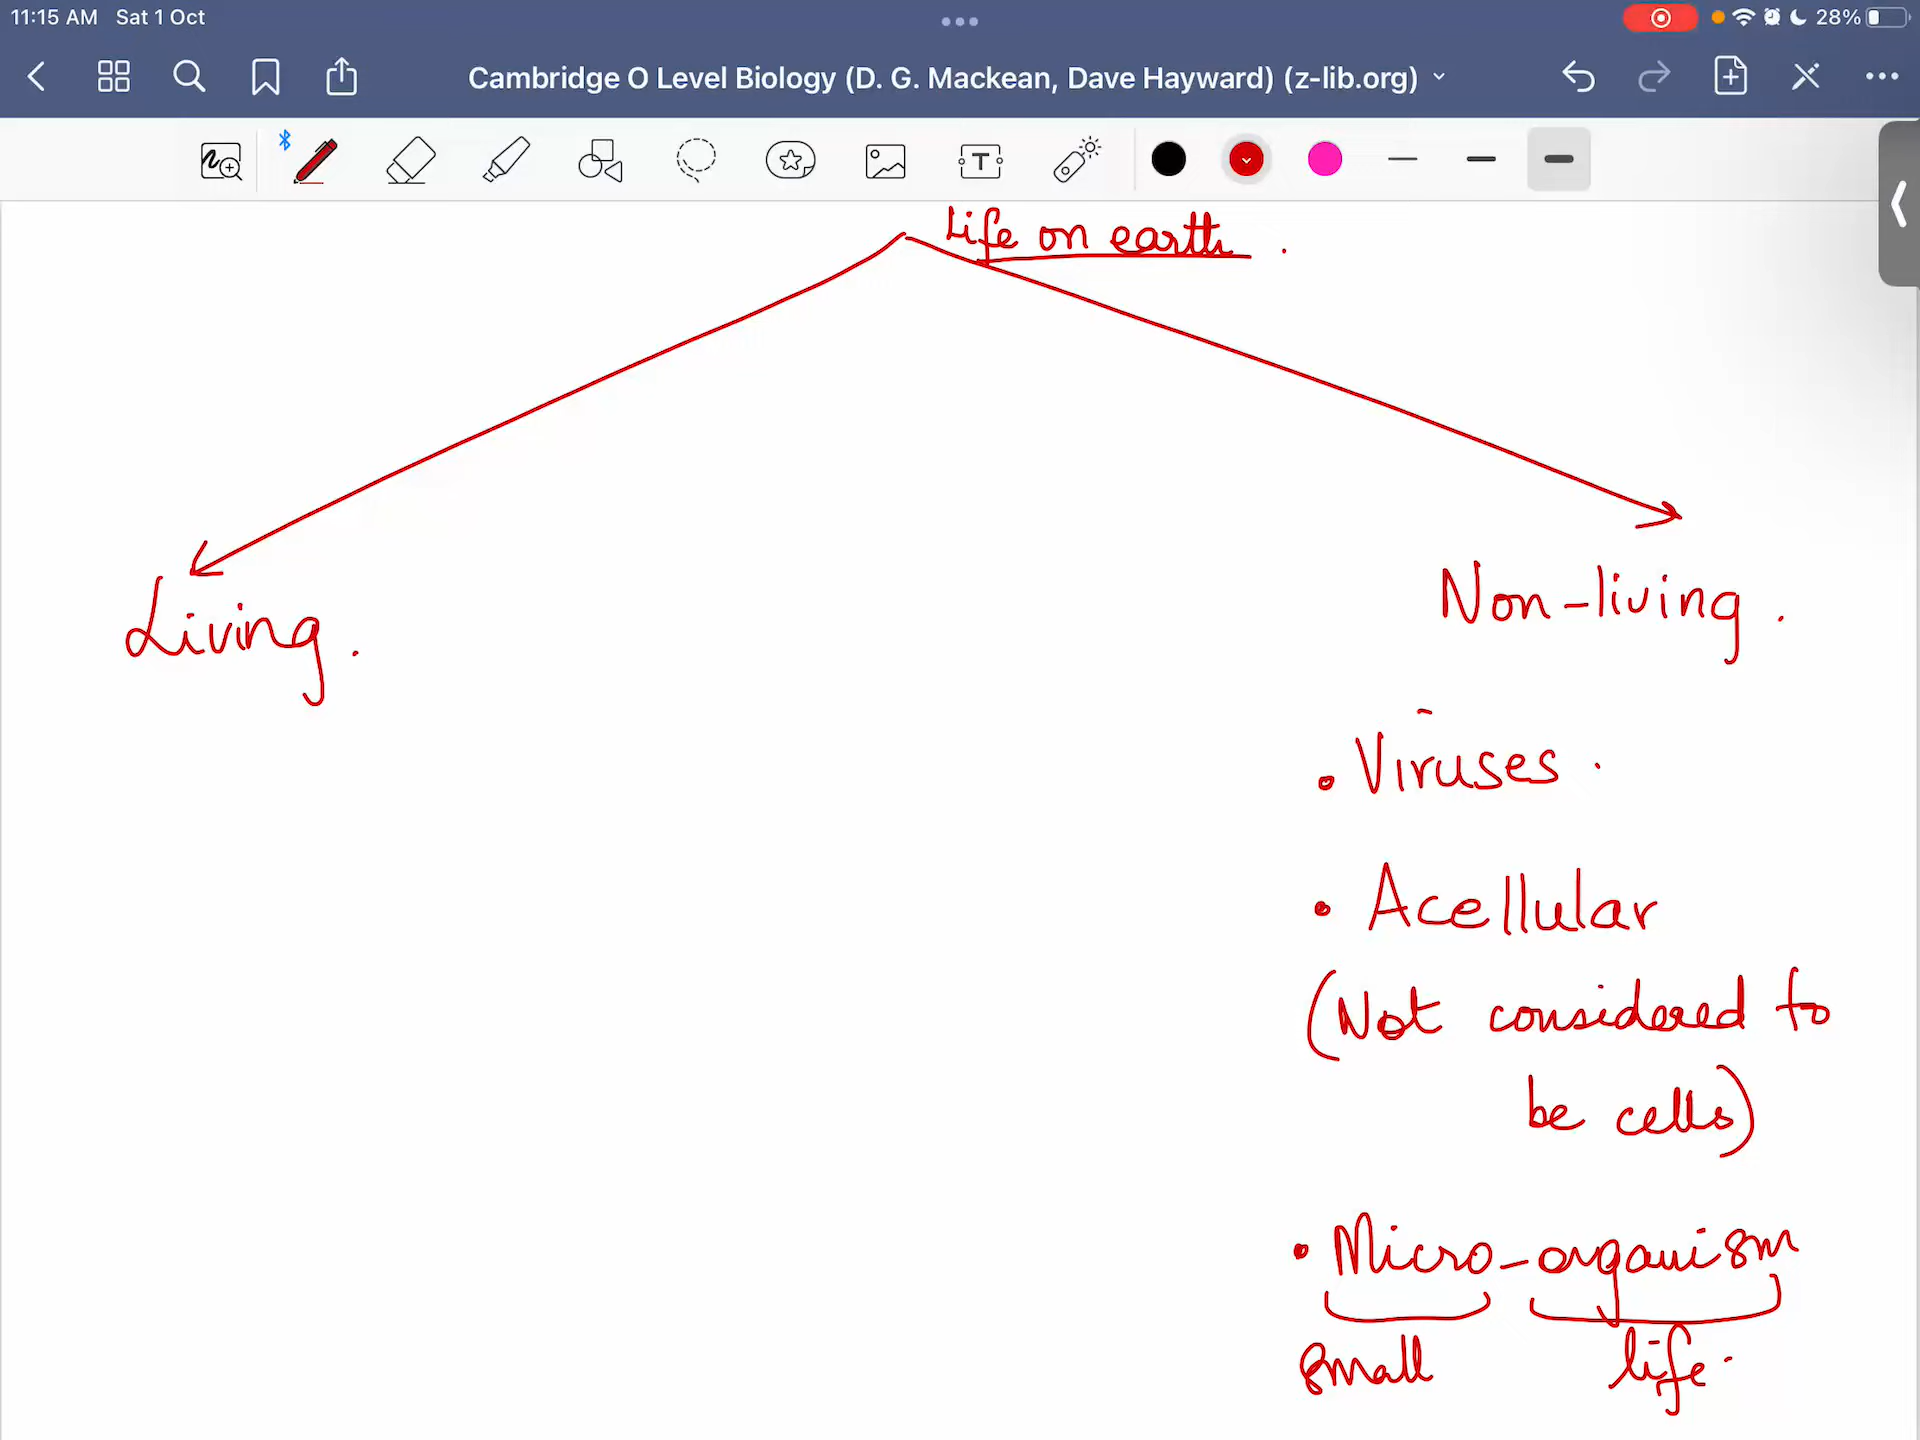 11:15 AM Sat 1 Oct
28%
Cambridge O Level Biology (D. G. Mackean, Dave Hayward) (z-lib.org)
T
Life on earth.
Living.
Non-living.
• Viruses.
• Acellular
(Not considered to
be cells)
• Micro-organism
small life.